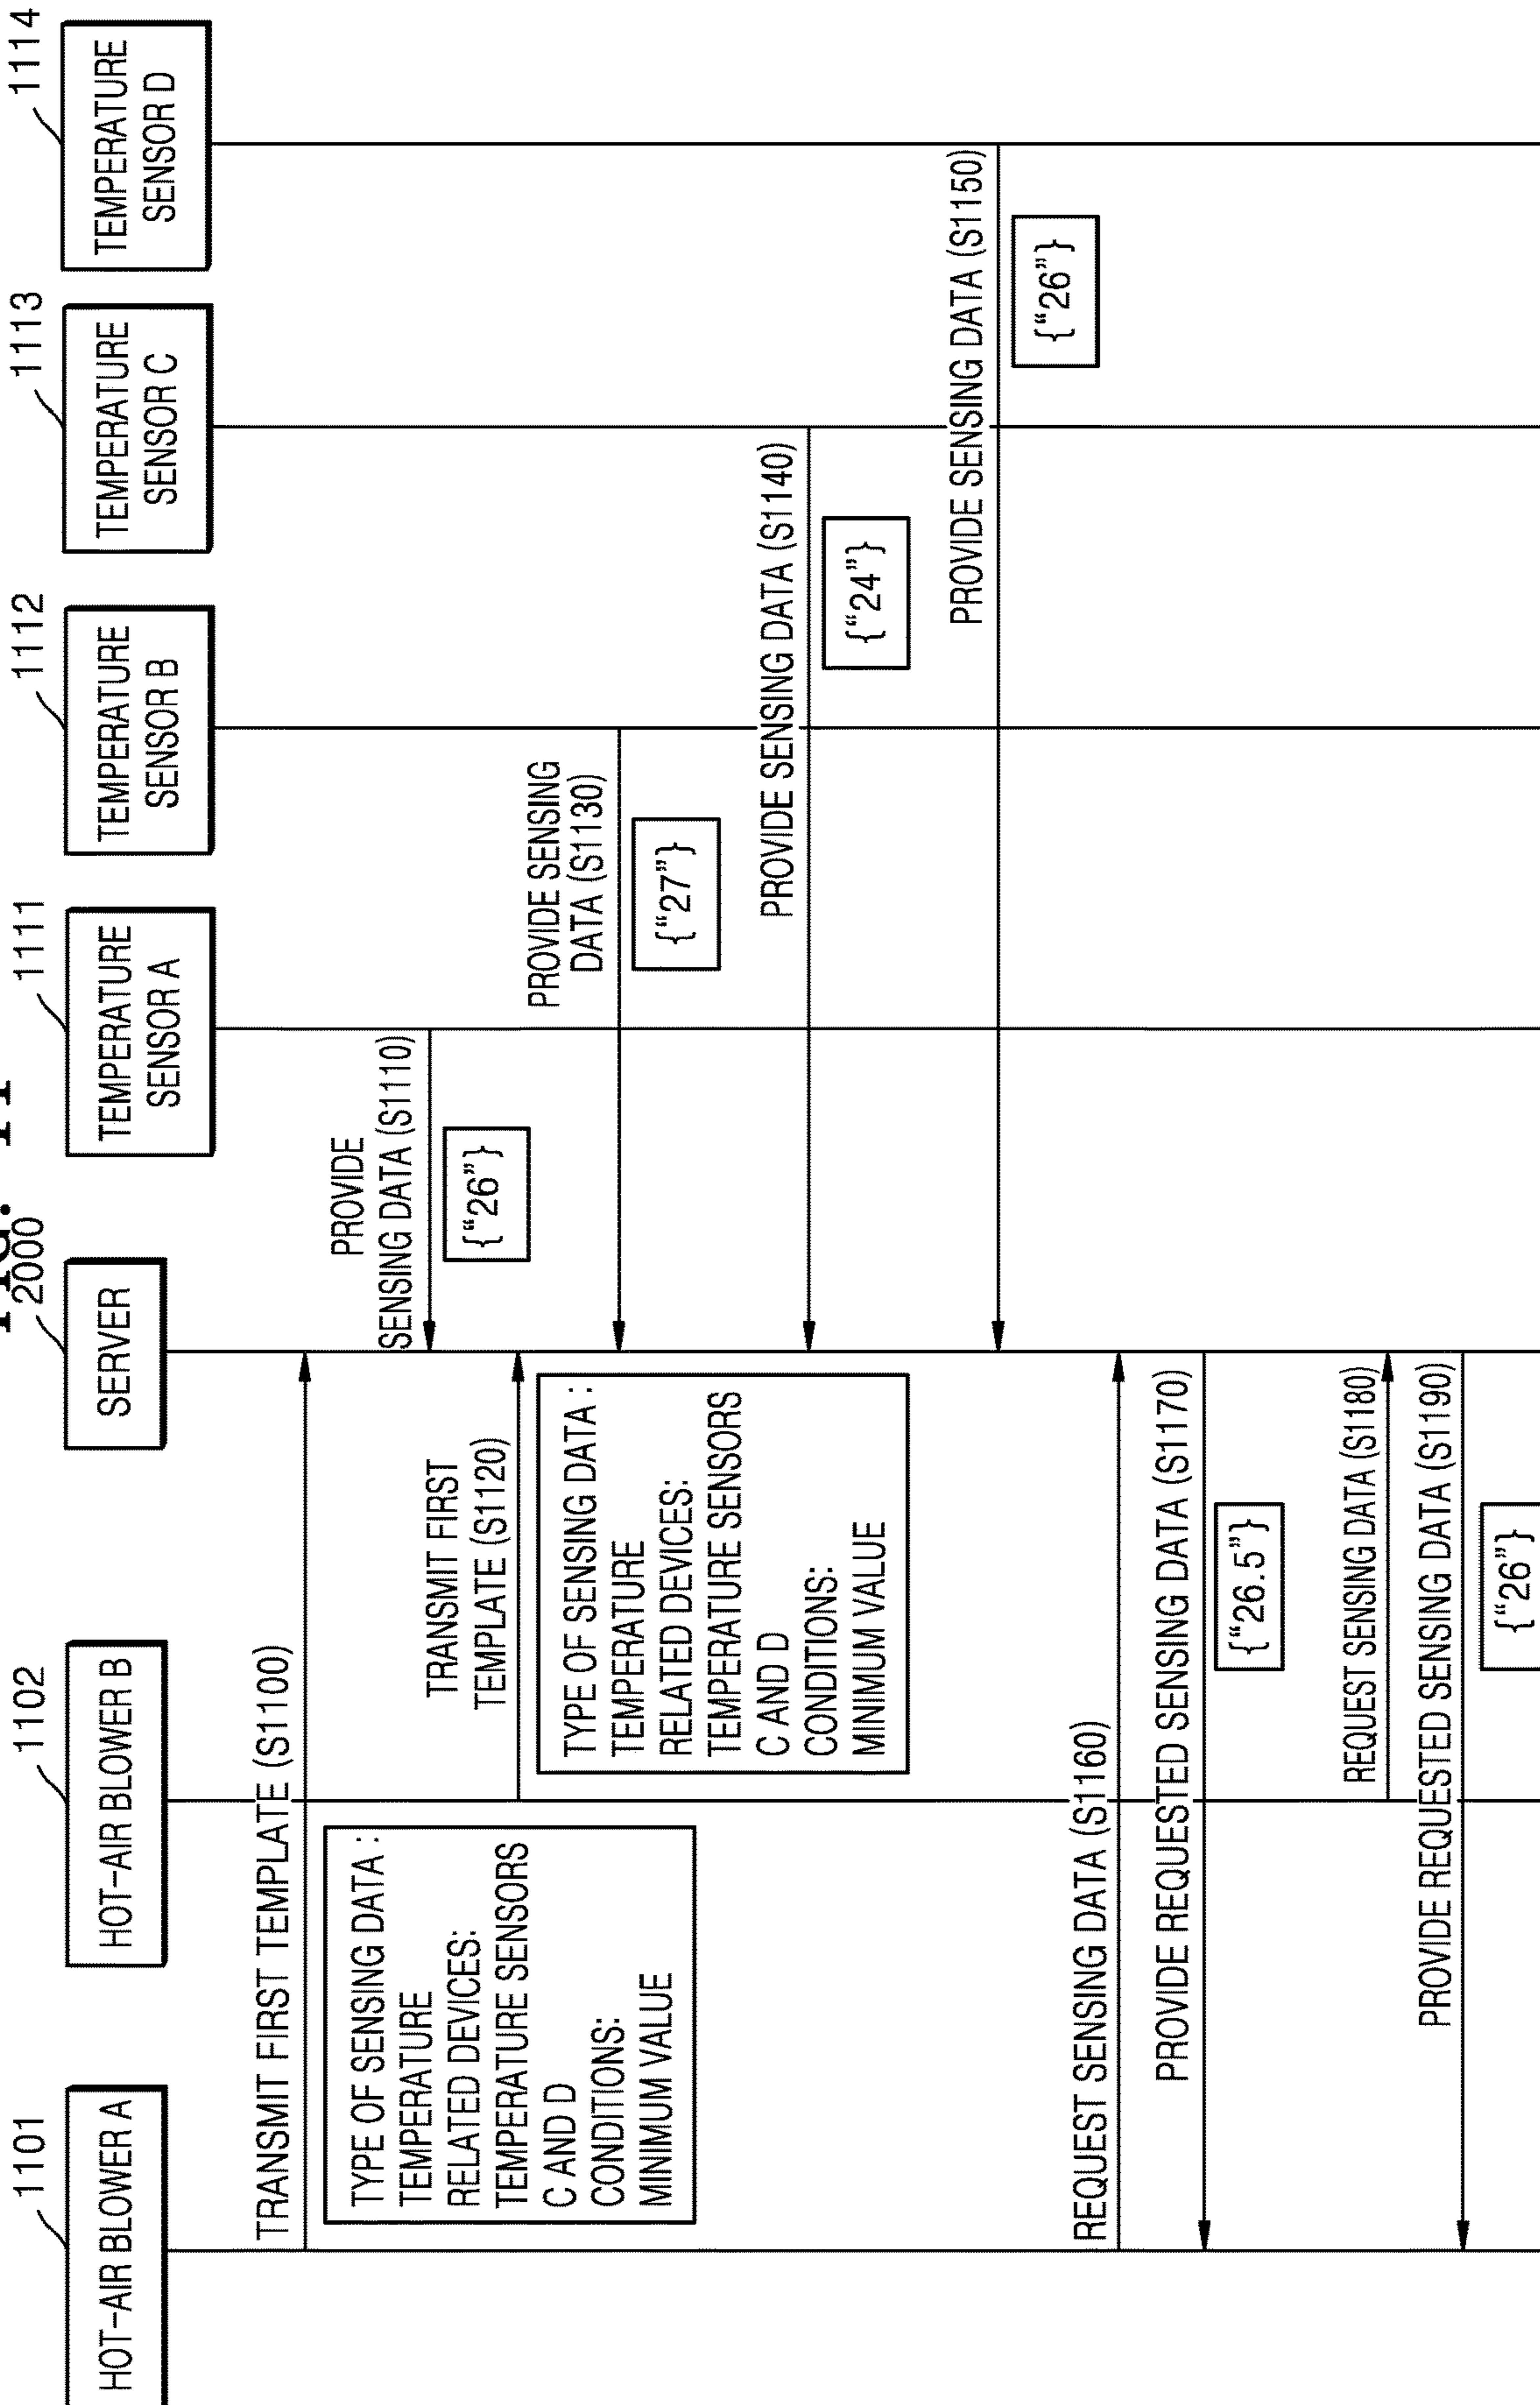 FIG. 11
1101
HOT-AIR BLOWER A
1102
HOT-AIR BLOWER B
2000
SERVER
1111
TEMPERATURE
SENSOR A
1112
TEMPERATURE
SENSOR B
1113
TEMPERATURE
SENSOR C
1114
TEMPERATURE
SENSOR D
TRANSMIT FIRST TEMPLATE (S1100)
TYPE OF SENSING DATA :
TEMPERATURE
RELATED DEVICES:
TEMPERATURE SENSORS
C AND D
CONDITIONS:
MINIMUM VALUE
PROVIDE
SENSING DATA (S1110)
{“26”}
TRANSMIT FIRST
TEMPLATE (S1120)
TYPE OF SENSING DATA :
TEMPERATURE
RELATED DEVICES:
TEMPERATURE SENSORS
C AND D
CONDITIONS:
MINIMUM VALUE
PROVIDE SENSING
DATA (S1130)
{“27”}
PROVIDE SENSING DATA (S1140)
{“24”}
PROVIDE SENSING DATA (S1150)
{“26”}
REQUEST SENSING DATA (S1160)
PROVIDE REQUESTED SENSING DATA (S1170)
{“26.5”}
REQUEST SENSING DATA (S1180)
PROVIDE REQUESTED SENSING DATA (S1190)
{“26”}